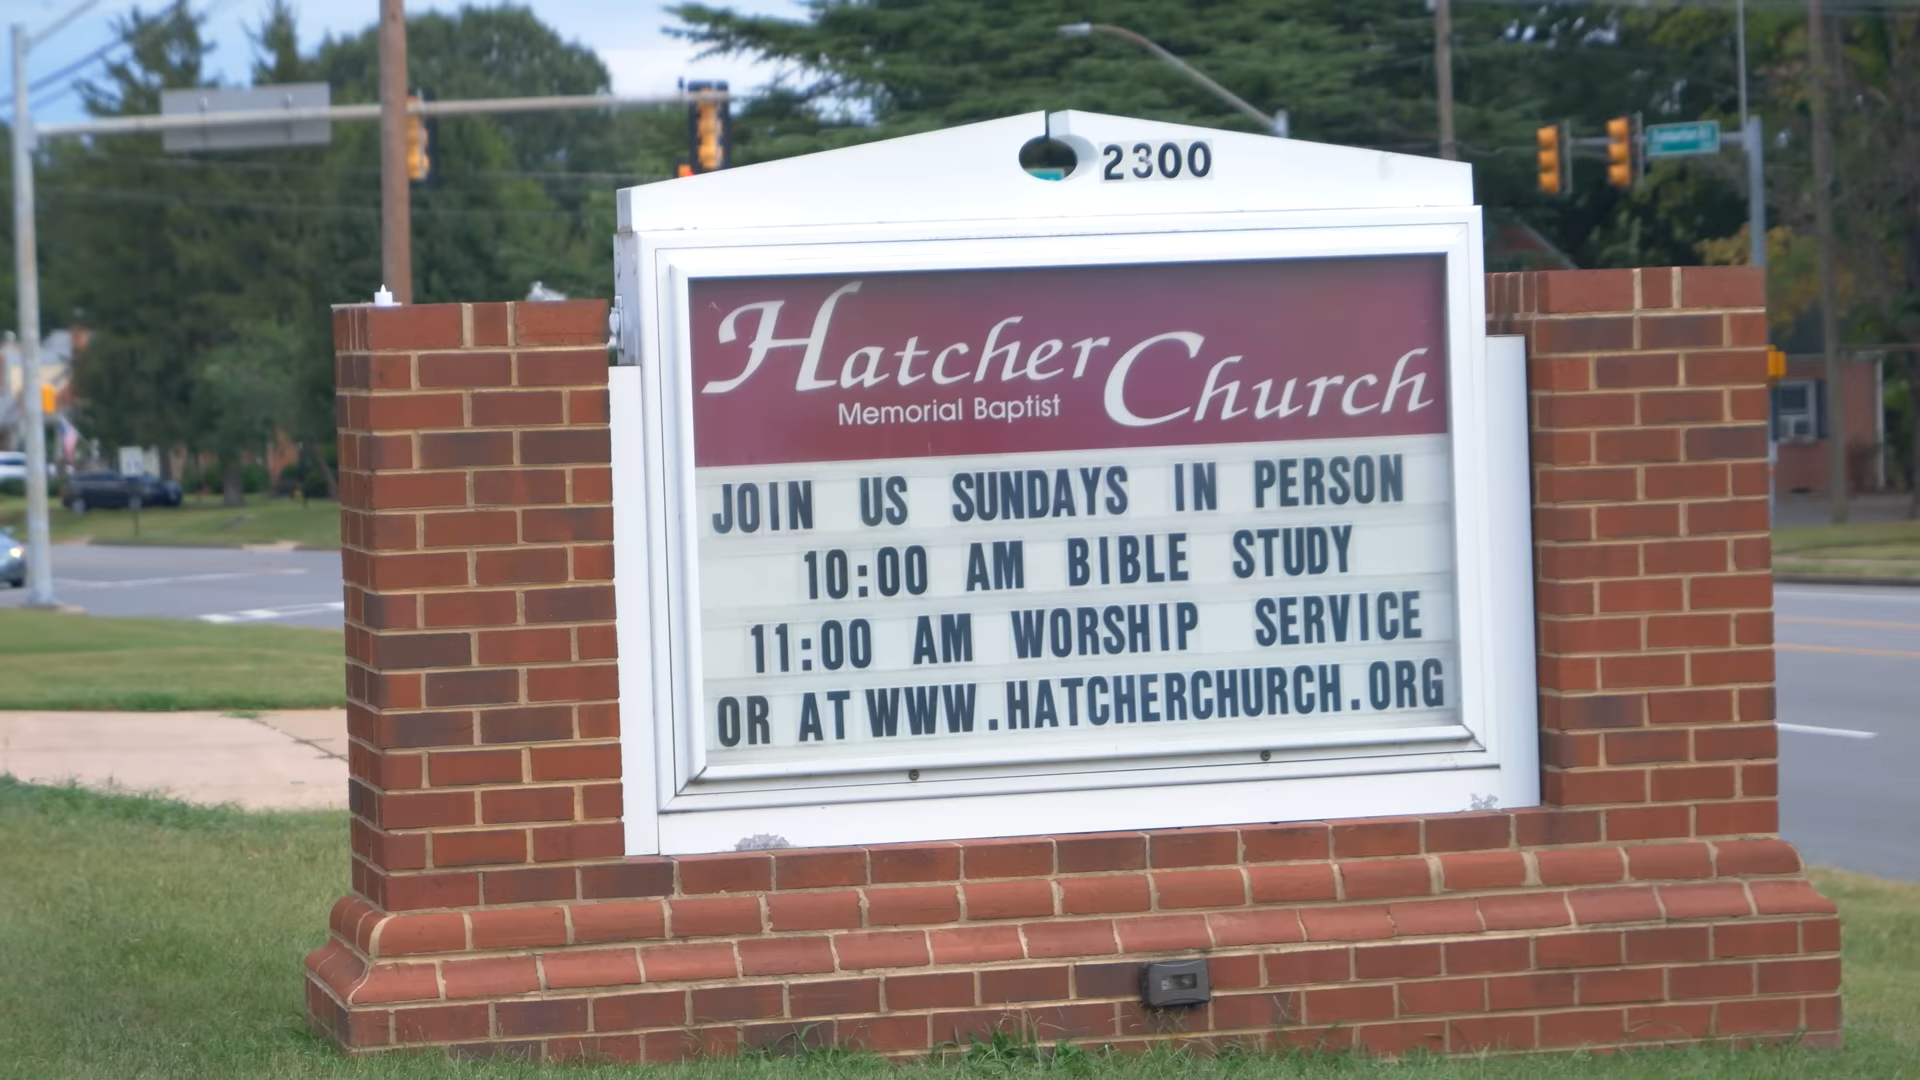 2300
Hatcher Church
Memorial Baptist
JOIN US SUNDAYS IN PERSON
10:00 AM BIBLE STUDY
11:00 AM WORSHIP SERVICE
OR AT WWW.HATCHERCHURCH.ORG